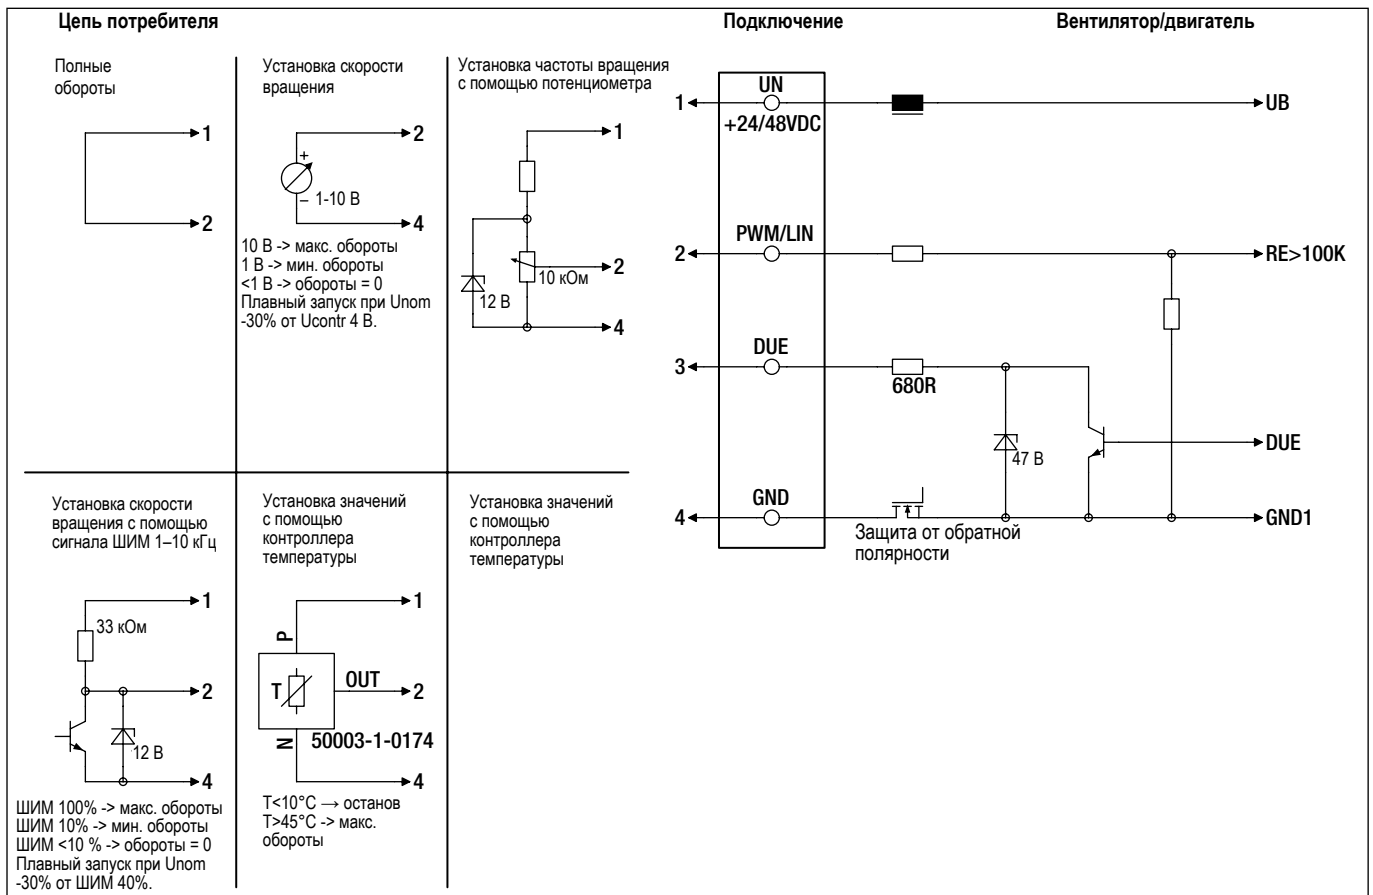 Цепь потребителя
Подключение
Вентилятор/двигатель
Полные
обороты
1
2
Установка скорости
вращения
2
+
– 1-10 В
4
10 В -> макс. обороты
1 В -> мин. обороты
<1 В -> обороты = 0
Плавный запуск при Unom
-30% от Ucontr 4 В.
Установка частоты вращения
с помощью потенциометра
1
2
10 кОм
12 В
4
Установка скорости
вращения с помощью
сигнала ШИМ 1–10 кГц
1
33 кОм
2
12 В
4
ШИМ 100% -> макс. обороты
ШИМ 10% -> мин. обороты
ШИМ <10 % -> обороты = 0
Плавный запуск при Unom
-30% от ШИМ 40%.
Установка значений
с помощью
контроллера
температуры
1
P
T
OUT
2
N
50003-1-0174
4
T<10°C → останов
T>45°C -> макс.
обороты
Установка значений
с помощью
контроллера
температуры
1
UN
+24/48VDC
UB
2
PWM/LIN
RE>100K
3
DUE
680R
47 В
DUE
4
GND
GND1
Защита от обратной
полярности